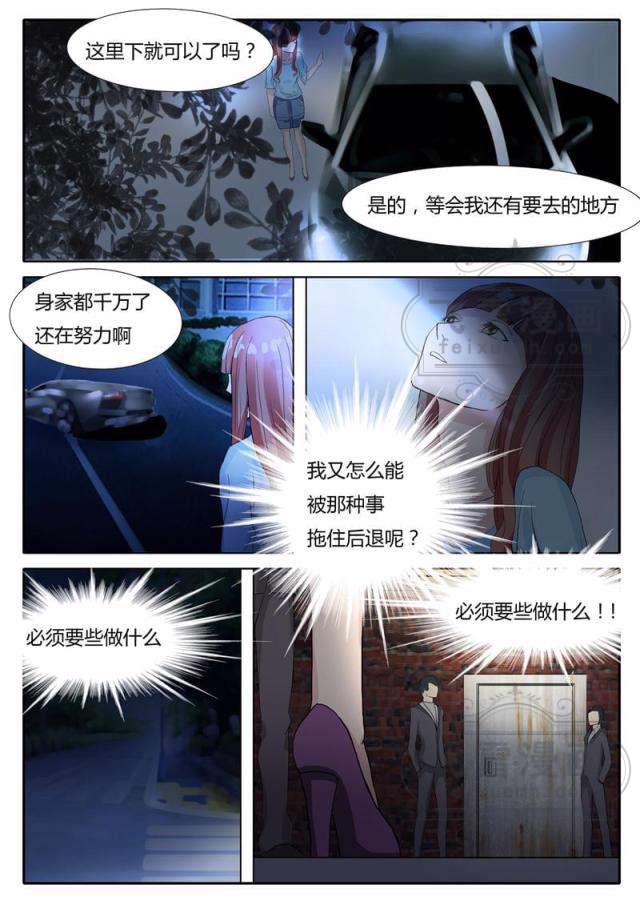 这里下就可以了吗？
是的，等会我还有要去的地方
身家都千万了
还在努力啊
我又怎么能
被那种事
拖住后退呢？
必须要些做什么
必须要些做什么！！